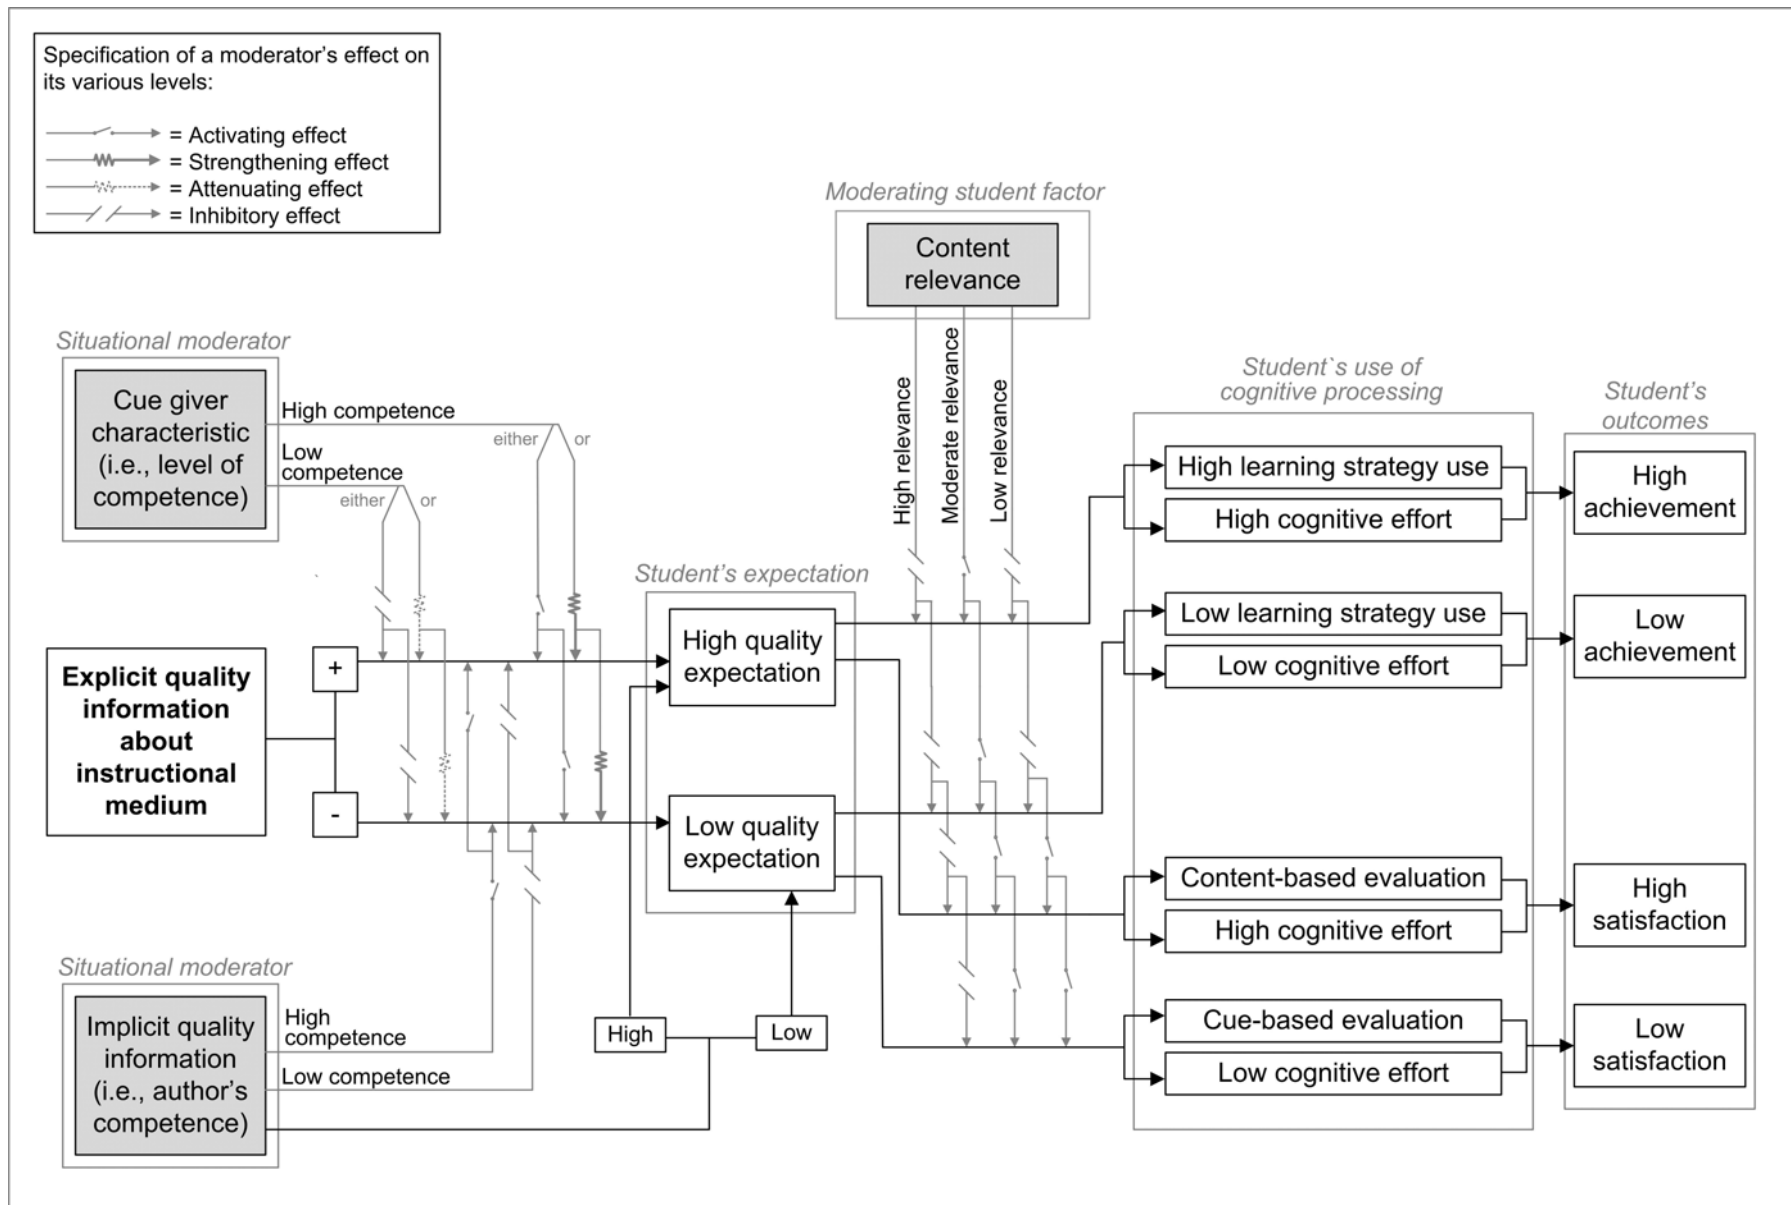 Specification of a moderator's effect on
its various levels:
= Activating effect
= Strengthening effect
= Attenuating effect
= Inhibitory effect
Moderating student factor
Content
relevance
High relevance
Moderate relevance
Low relevance
Situational moderator
Cue giver
characteristic
(i.e., level of
competence)
High competence
Low
competence
either
or
either
or
Student's expectation
High quality
expectation
Low quality
expectation
Explicit quality
information
about
instructional
medium
+
-
Situational moderator
Implicit quality
information
(i.e., author's
competence)
High
competence
Low competence
High
Low
Student`s use of
cognitive processing
High learning strategy use
High cognitive effort
Low learning strategy use
Low cognitive effort
Content-based evaluation
High cognitive effort
Cue-based evaluation
Low cognitive effort
Student's
outcomes
High
achievement
Low
achievement
High
satisfaction
Low
satisfaction